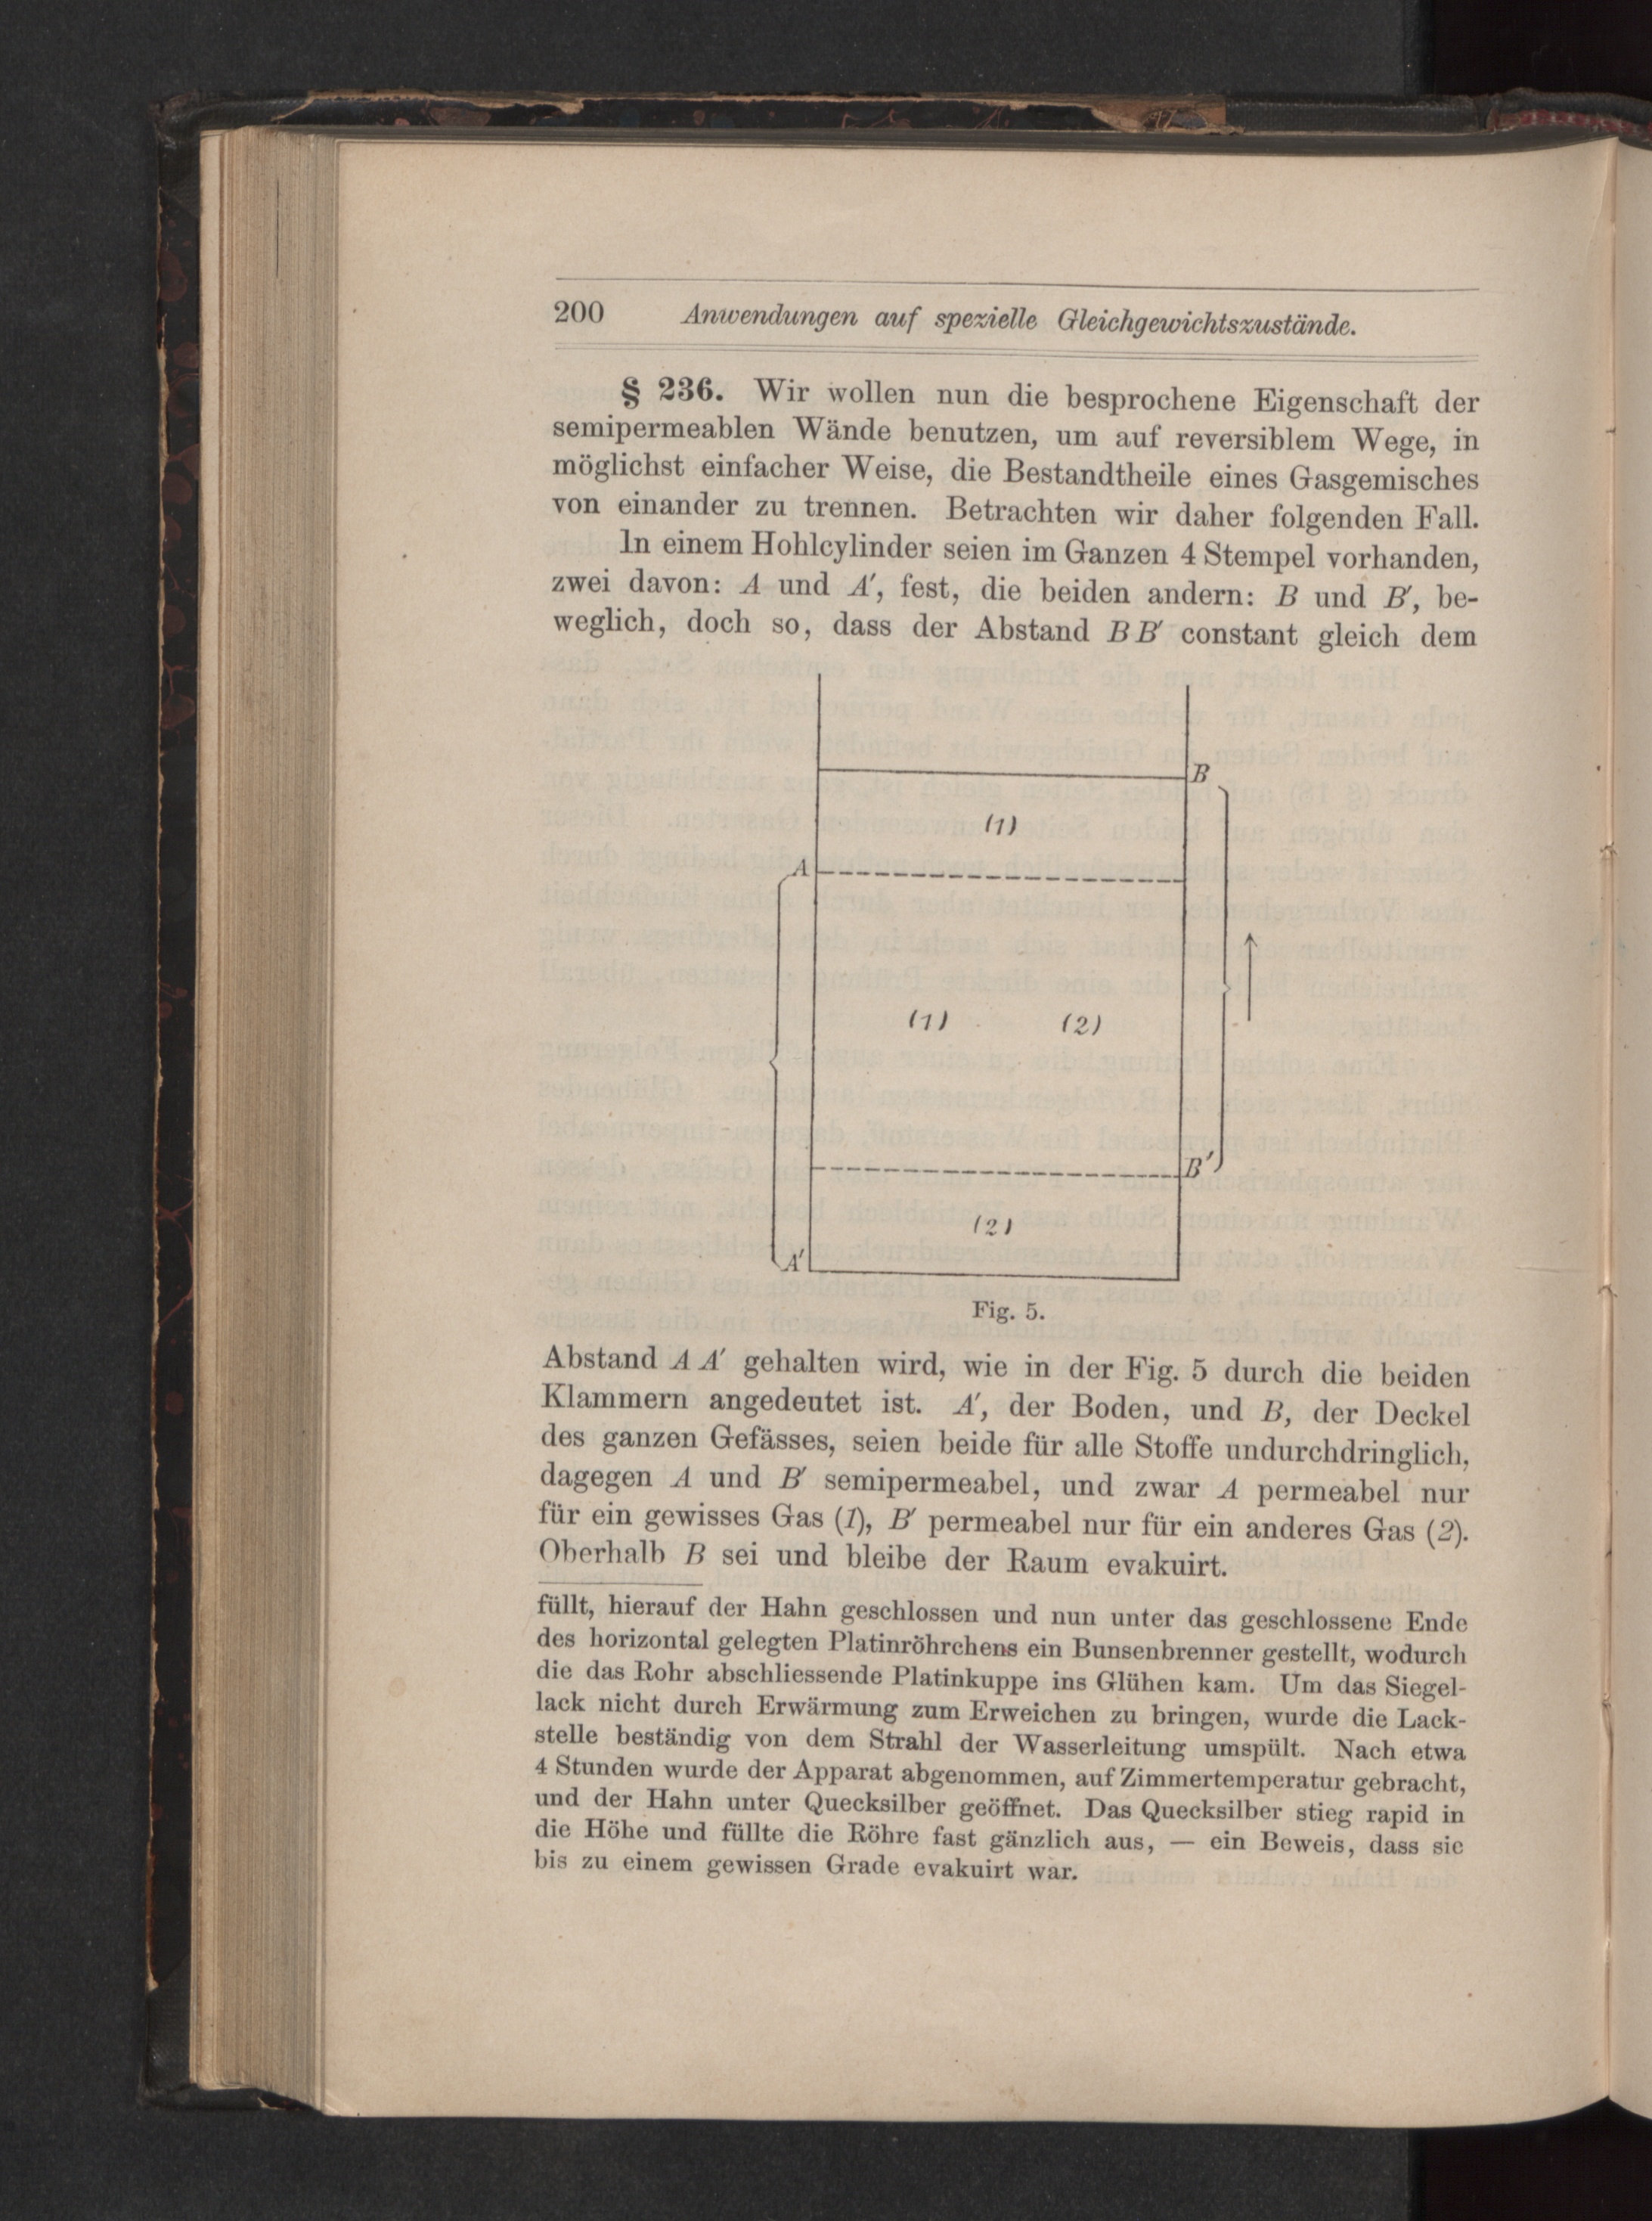 200 Anwendungen auf spezielle Gleichgewichtszustände.
§ 236. Wir wollen nun die besprochene Eigenschaft der
semipermeablen Wände benutzen, um auf reversiblem Wege, in
möglichst einfacher Weise, die Bestandtheile eines Gasgemisches
von einander zu trennen. Betrachten wir daher folgenden Fall.
In einem Hohlcylinder seien im Ganzen 4 Stempel vorhanden,
zwei davon: A und A′, fest, die beiden andern: B und B′, be-
weglich, doch so, dass der Abstand B B′ constant gleich dem
B
(1)
A
(1) (2)
B′
(2)
A′
Fig. 5.
Abstand A A′ gehalten wird, wie in der Fig. 5 durch die beiden
Klammern angedeutet ist. A′, der Boden, und B, der Deckel
des ganzen Gefässes, seien beide für alle Stoffe undurchdringlich,
dagegen A und B′ semipermeabel, und zwar A permeabel nur
für ein gewisses Gas (1), B′ permeabel nur für ein anderes Gas (2).
Oberhalb B sei und bleibe der Raum evakuirt.
füllt, hierauf der Hahn geschlossen und nun unter das geschlossene Ende
des horizontal gelegten Platinröhrchens ein Bunsenbrenner gestellt, wodurch
die das Rohr abschliessende Platinkuppe ins Glühen kam. Um das Siegel-
lack nicht durch Erwärmung zum Erweichen zu bringen, wurde die Lack-
stelle beständig von dem Strahl der Wasserleitung umspült. Nach etwa
4 Stunden wurde der Apparat abgenommen, auf Zimmertemperatur gebracht,
und der Hahn unter Quecksilber geöffnet. Das Quecksilber stieg rapid in
die Höhe und füllte die Röhre fast gänzlich aus, — ein Beweis, dass sie
bis zu einem gewissen Grade evakuirt war.